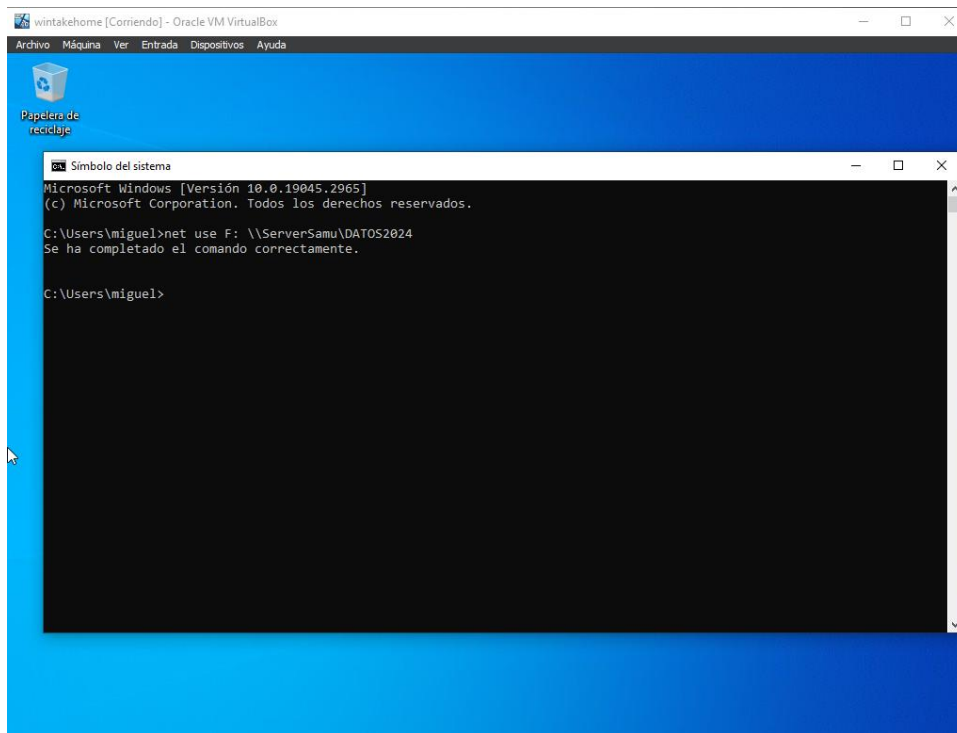 wintakehome [Corriendo] - Oracle VM VirtualBox
Archivo Máquina Ver Entrada Dispositivos Ayuda
Papelera de
reciclaje
Símbolo del sistema
Microsoft Windows [Versión 10.0.19045.2965]
(c) Microsoft Corporation. Todos los derechos reservados.
C:\Users\miguel>net use F: \\ServerSamu\DATOS2024
Se ha completado el comando correctamente.
C:\Users\miguel>